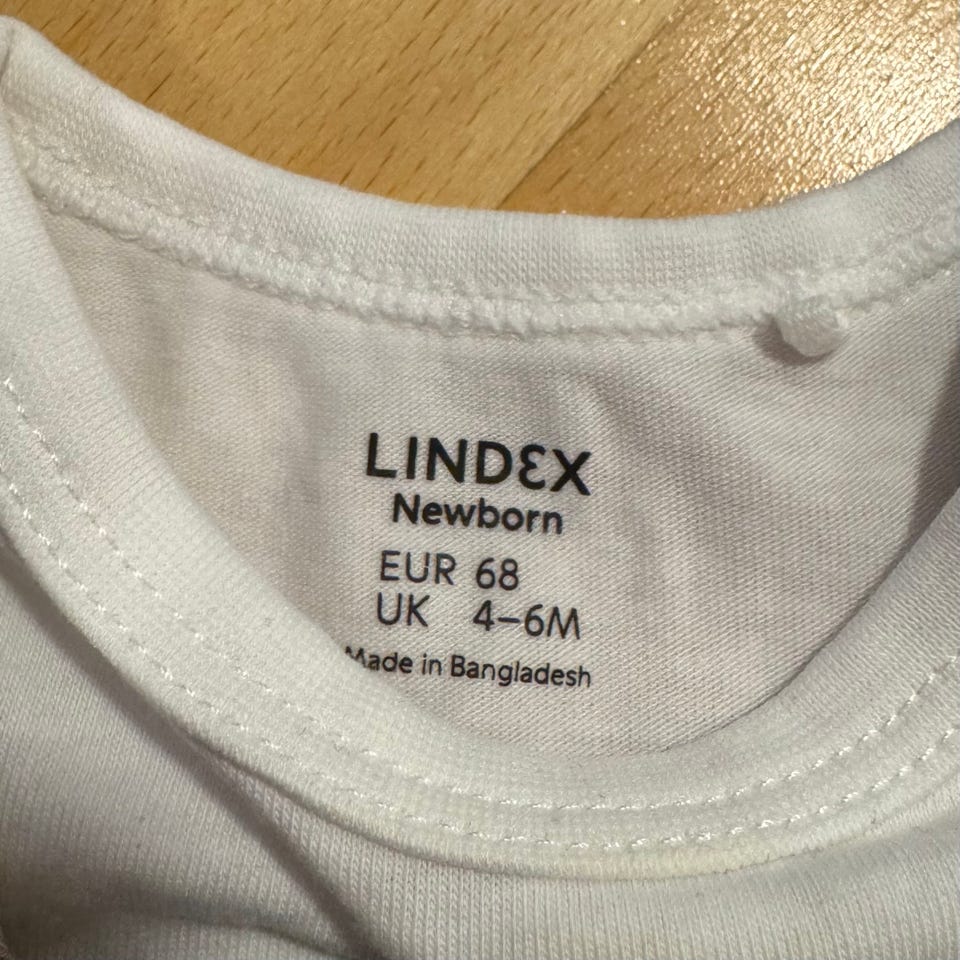 LINDEX
Newborn
EUR 68
UK 4–6M
Made in Bangladesh